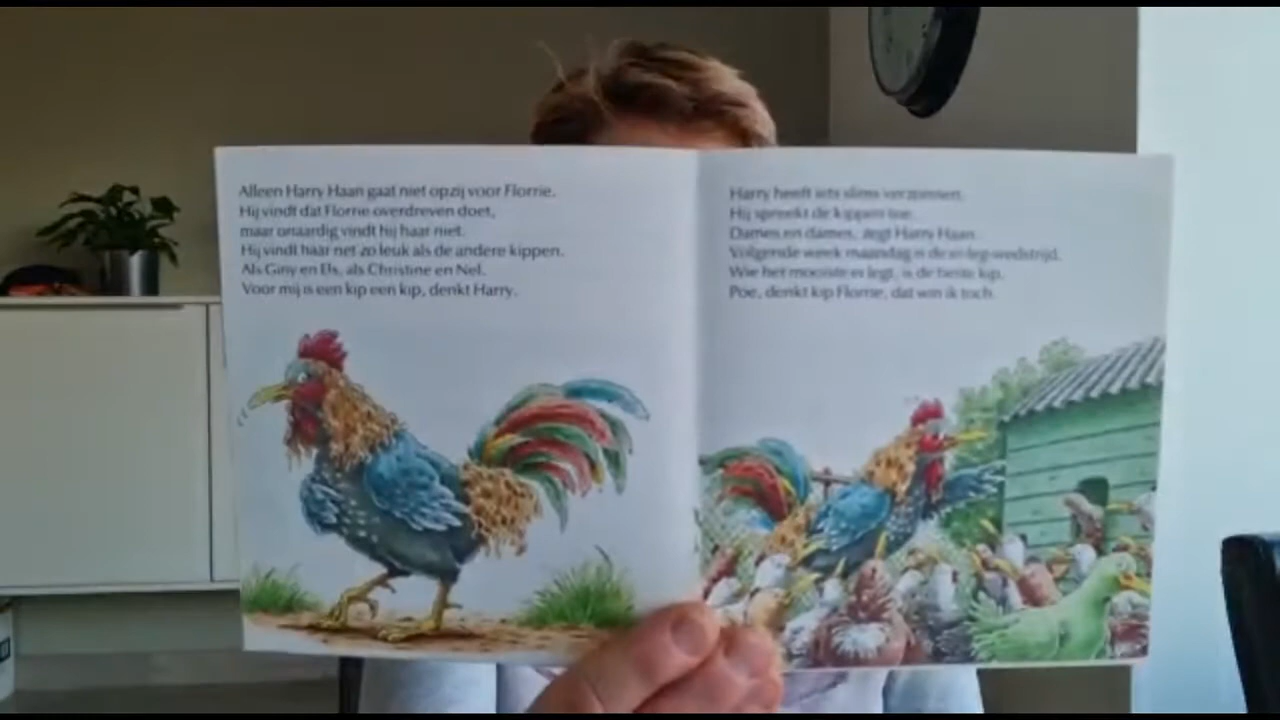 Alleen Harry Haan gaat niet opzij voor Florrie.
Hij vindt dat Florrie overdreven doet,
maar onaardig vindt hij haar niet.
Hij vindt haar net zo leuk als de andere kippen.
Als Giny en Els, als Christine en Nel.
Voor mij is een kip een kip, denkt Harry.
Harry heeft iets slims verzonnen.
Hij spreekt de kippen toe.
Dames en dames, zegt Harry Haan.
Volgende week maandag is de ei-leg-wedstrijd.
Wie het mooiste ei legt, is de beste kip.
Poe, denkt kip Florrie, dat win ik toch.